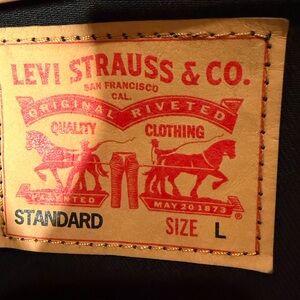 LEVI STRAUSS & CO.
SAN FRANCISCO
CAL.
ORIGINAL RIVETED
QUALITY CLOTHING
PATENTED MAY 20 1873 ®
STANDARD SIZE L